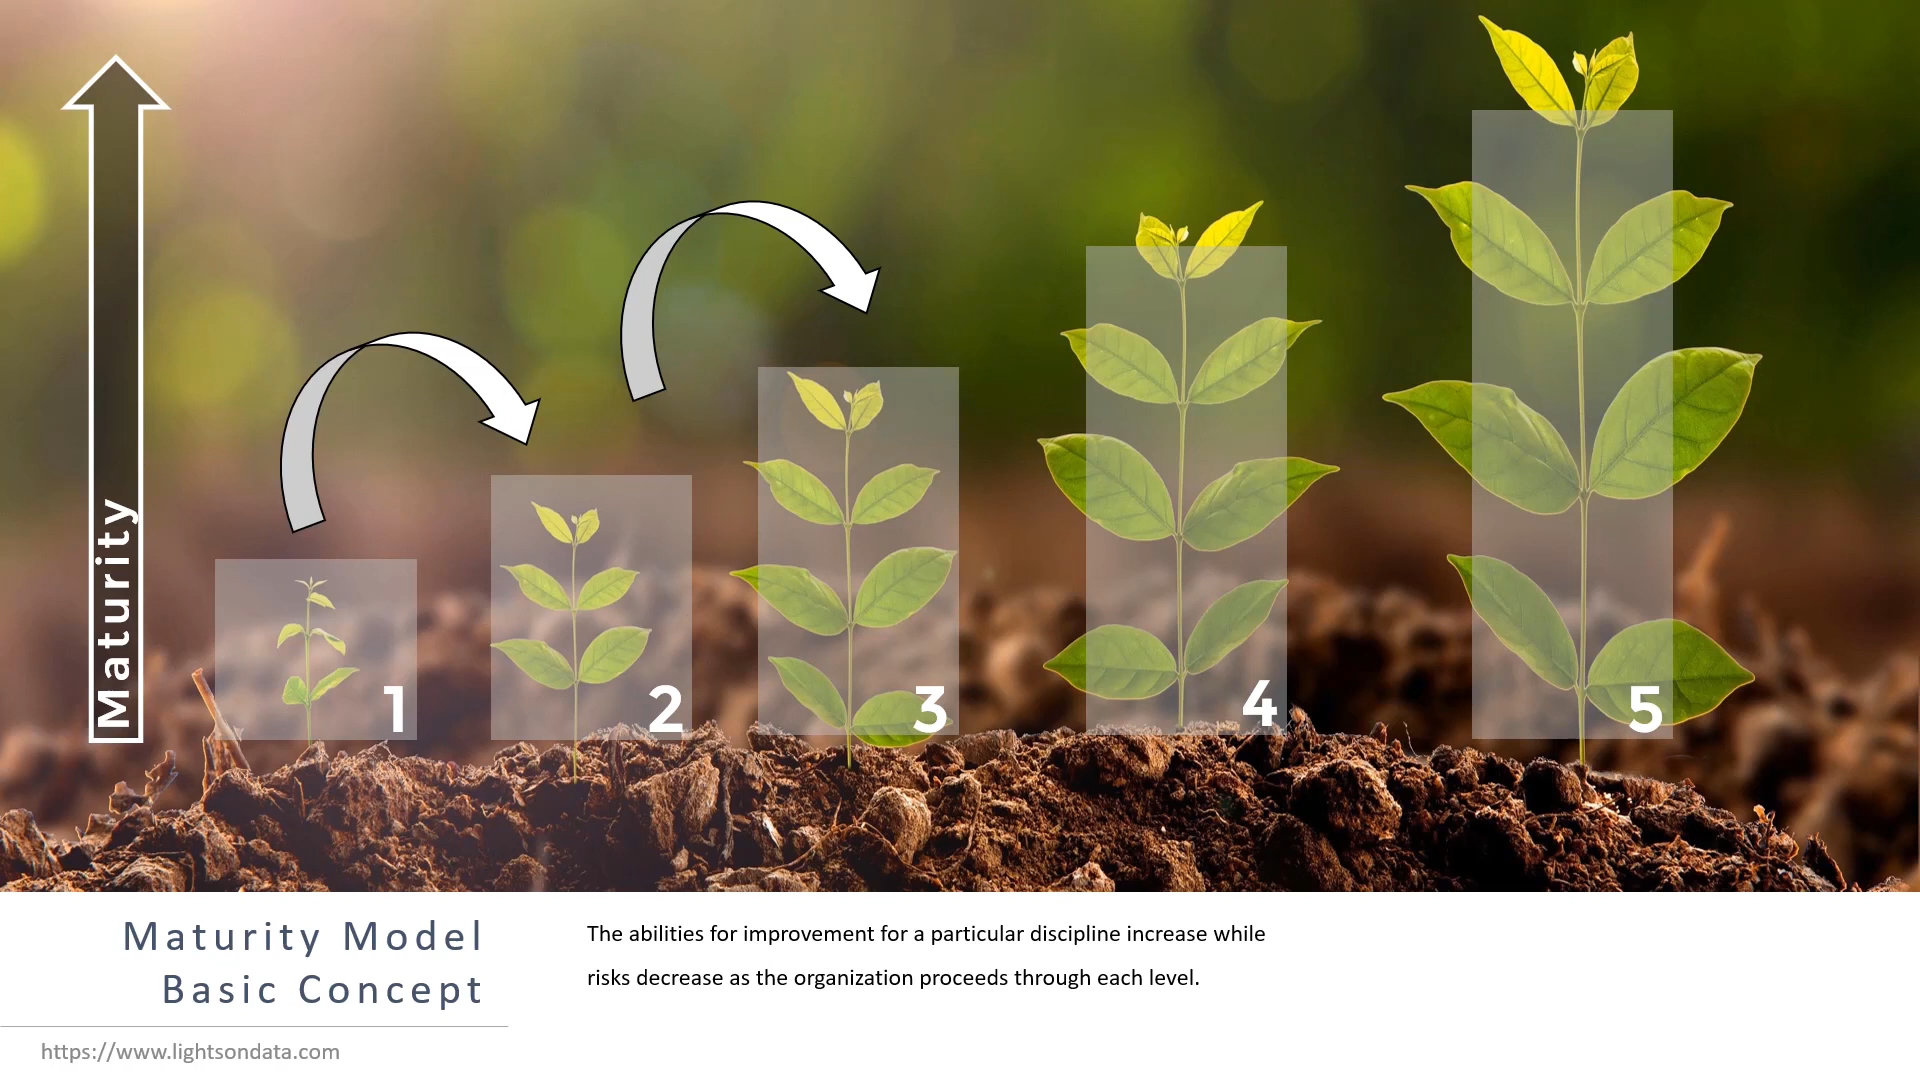 Maturity
1
2
3
4
5
Maturity Model
Basic Concept
The abilities for improvement for a particular discipline increase while
risks decrease as the organization proceeds through each level.
https://www.lightsondata.com